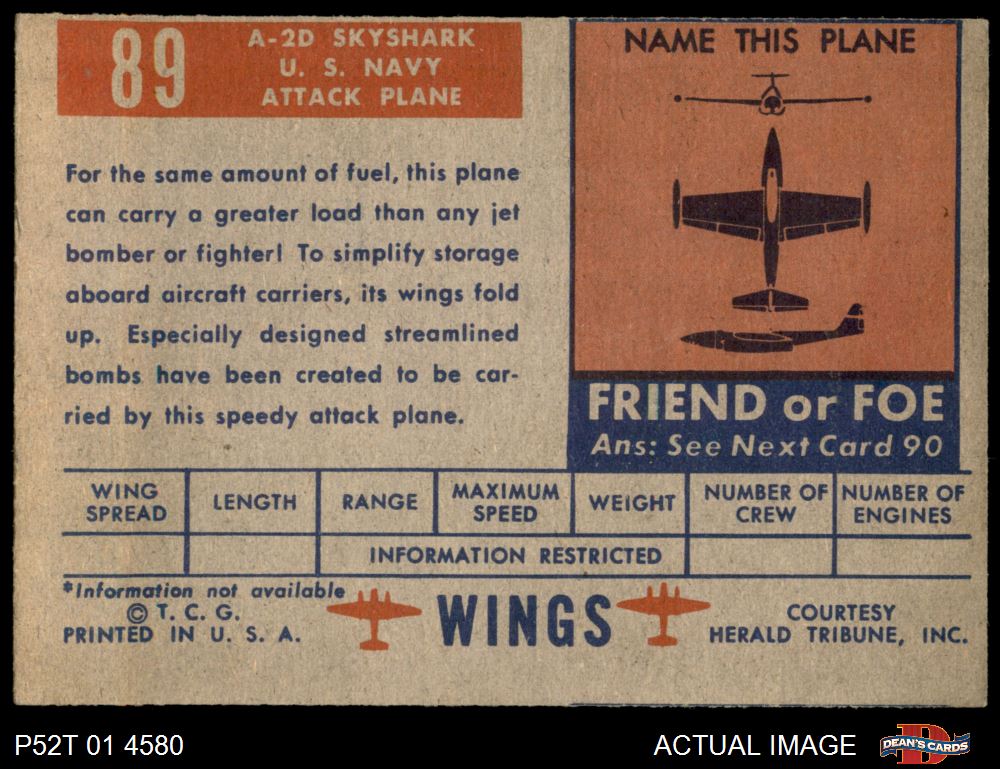 89
A-2D SKYSHARK
U. S. NAVY
ATTACK PLANE
For the same amount of fuel, this plane
can carry a greater load than any jet
bomber or fighter! To simplify storage
aboard aircraft carriers, its wings fold
up. Especially designed streamlined
bombs have been created to be car-
ried by this speedy attack plane.
NAME THIS PLANE
FRIEND or FOE
Ans: See Next Card 90
WING SPREAD LENGTH RANGE MAXIMUM SPEED WEIGHT NUMBER OF CREW NUMBER OF ENGINES
INFORMATION RESTRICTED
*Information not available
© T. C. G.
PRINTED IN U. S. A.
WINGS
COURTESY
HERALD TRIBUNE, INC.
P52T 01 4580
ACTUAL IMAGE
DEAN'S CARDS